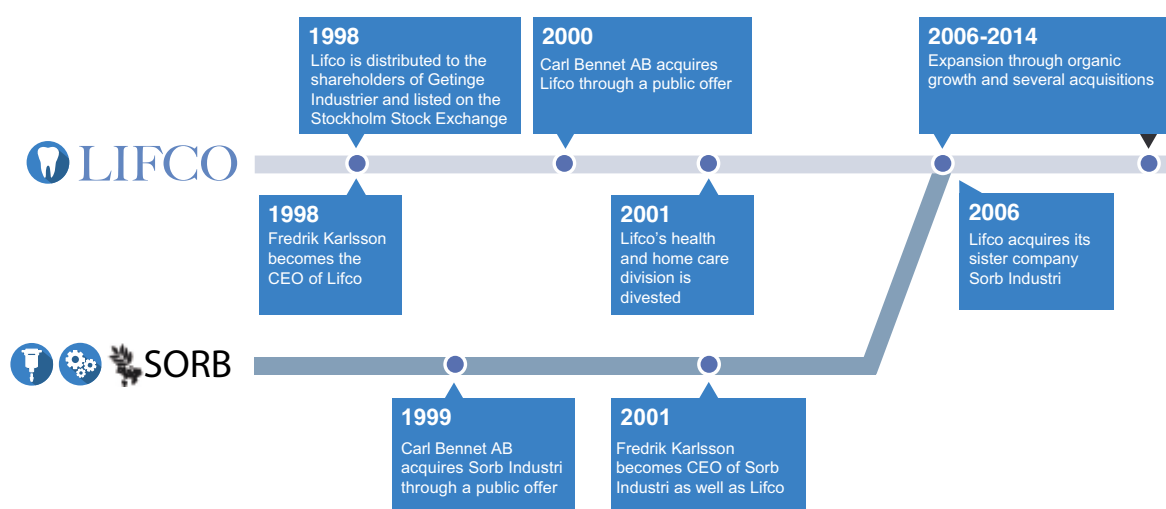 1998
Lifco is distributed to the
shareholders of Getinge
Industrier and listed on the
Stockholm Stock Exchange
2000
Carl Bennet AB acquires
Lifco through a public offer
2006-2014
Expansion through organic
growth and several acquisitions
LIFCO
1998
Fredrik Karlsson
becomes the
CEO of Lifco
2001
Lifco’s health
and home care
division is
divested
2006
Lifco acquires its
sister company
Sorb Industri
SORB
1999
Carl Bennet AB
acquires Sorb Industri
through a public offer
2001
Fredrik Karlsson
becomes CEO of Sorb
Industri as well as Lifco